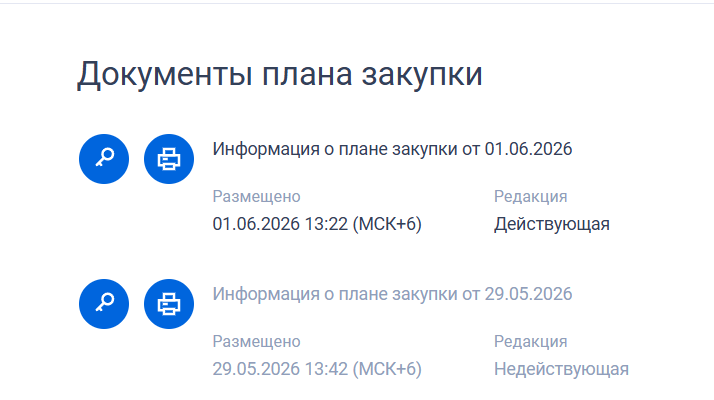 Документы плана закупки
Информация о плане закупки от 01.06.2026
Размещено Редакция
01.06.2026 13:22 (МСК+6) Действующая
Информация о плане закупки от 29.05.2026
Размещено Редакция
29.05.2026 13:42 (МСК+6) Недействующая